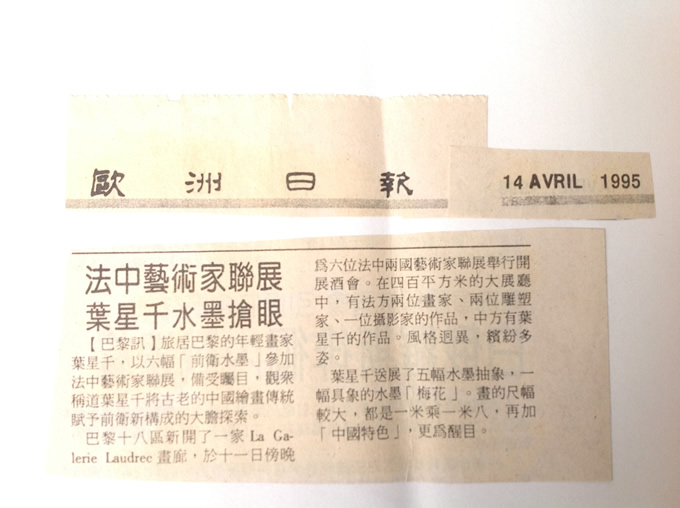 歐洲日報
14 AVRIL 1995
法中藝術家聯展
葉星千水墨搶眼
【巴黎訊】旅居巴黎的年輕畫家
葉星千，以六幅「前衛水墨」參加
法中藝術家聯展，備受矚目，觀衆
稱道葉星千將古老的中國繪畫傳統
賦予前衛新構成的大膽探索。
巴黎十八區新開了一家 La Ga-
lerie Laudrec 畫廊，於十一日傍晚
爲六位法中兩國藝術家聯展舉行開
展酒會。在四百平方米的大展廳
中，有法方兩位畫家、兩位雕塑
家、一位攝影家的作品，中方有葉
星千的作品。風格迥異，繽紛多
姿。
葉星千送展了五幅水墨抽象，一
幅具象的水墨「梅花」。畫的尺幅
較大，都是一米乘一米八，再加
「中國特色」，更爲醒目。